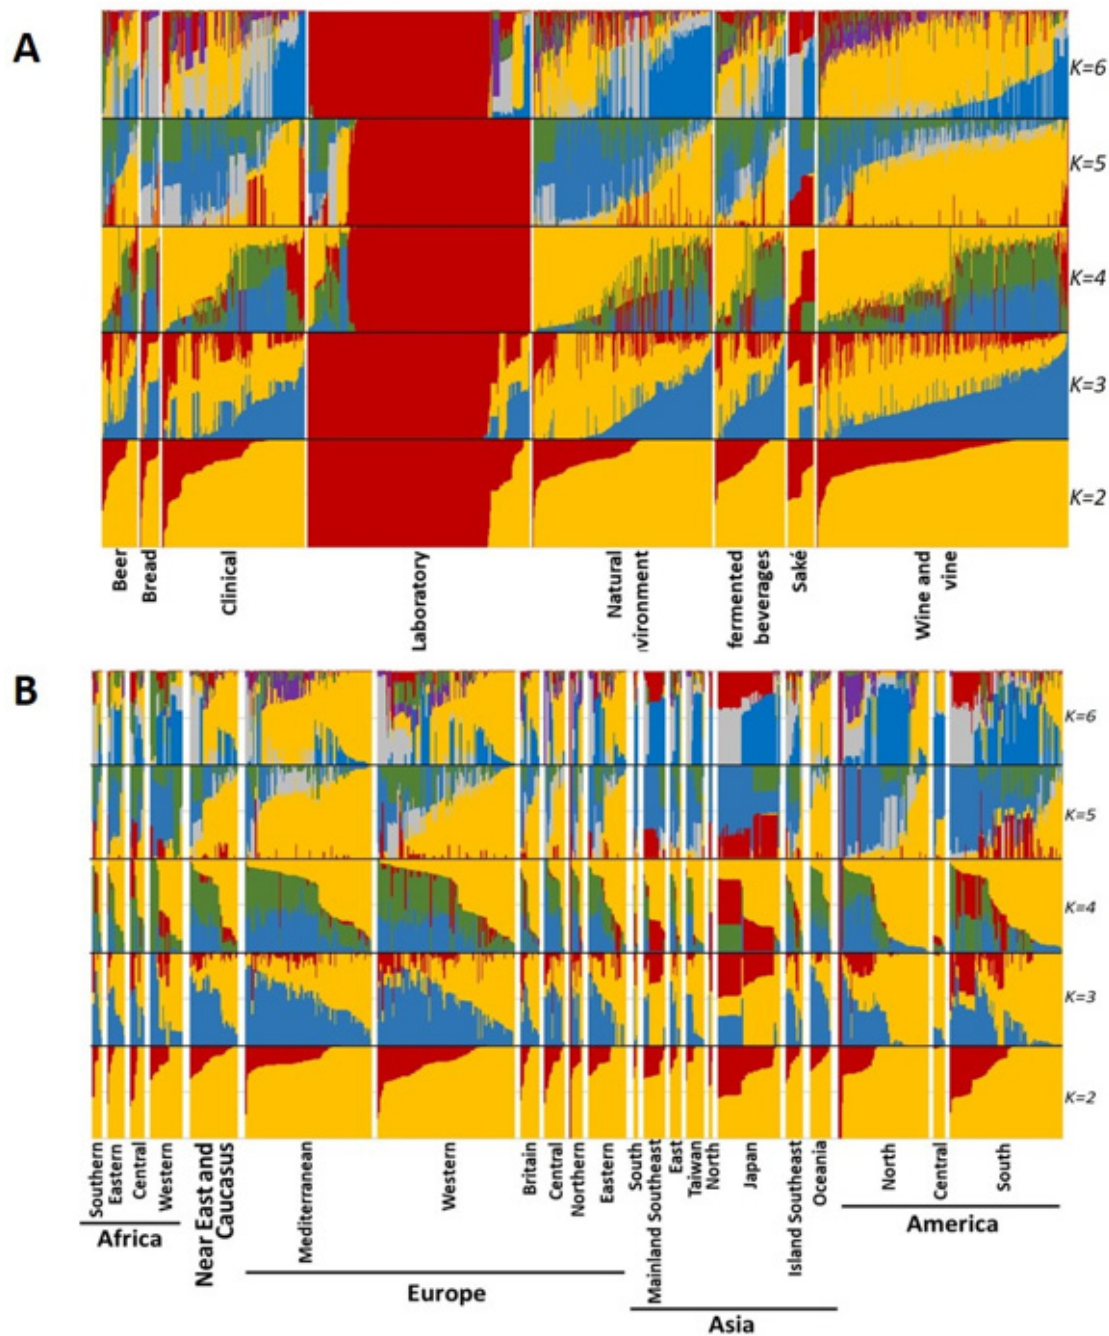 A
K=6
K=5
K=4
K=3
K=2
Beer
Bread
Clinical
Laboratory
Natural
vironment
fermented
beverages
Saké
Wine and
vine
B
K=6
K=5
K=4
K=3
K=2
Southern
Eastern
Central
Western
Near East and
Caucasus
Mediterranean
Western
Britain
Central
Northern
Eastern
South
Mainland Southeast
East
Taiwan
North
Japan
Island Southeast
Oceania
North
Central
South
Africa
Europe
Asia
America